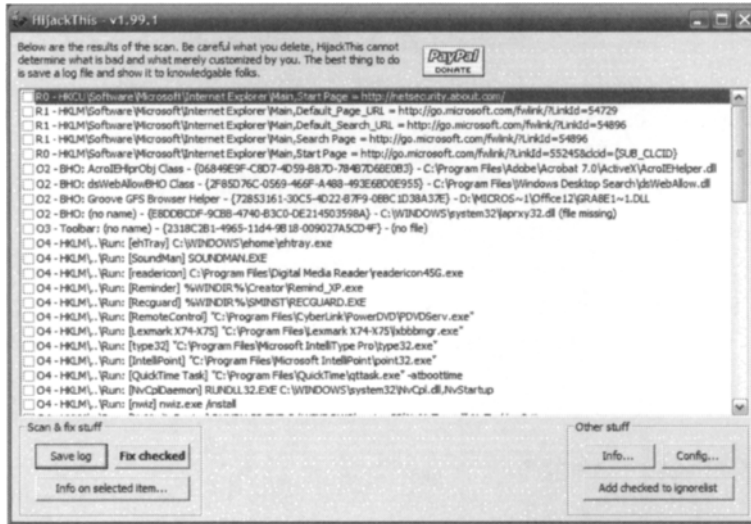 HijackThis - v1.99.1
Below are the results of the scan. Be careful what you delete, HijackThis cannot
determine what is bad and what merely customized by you. The best thing to do
is save a log file and show it to knowledgable folks.
PayPal
DONATE
R0 - HKCU\Software\Microsoft\Internet Explorer\Main,Start Page = http://netsecurity.about.com/
R1 - HKLM\Software\Microsoft\Internet Explorer\Main,Default_Page_URL = http://go.microsoft.com/fwlink/?LinkId=54729
R1 - HKLM\Software\Microsoft\Internet Explorer\Main,Default_Search_URL = http://go.microsoft.com/fwlink/?LinkId=54896
R1 - HKLM\Software\Microsoft\Internet Explorer\Main,Search Page = http://go.microsoft.com/fwlink/?LinkId=54896
R0 - HKLM\Software\Microsoft\Internet Explorer\Main,Start Page = http://go.microsoft.com/fwlink/?LinkId=55245&clcid={SUB_CLCID}
O2 - BHO: AcroIEHlprObj Class - {06849E9F-C8D7-4D59-B87D-784B7D6BE0B3} - C:\Program Files\Adobe\Acrobat 7.0\ActiveX\AcroIEHelper.dll
O2 - BHO: dsWebAllowBHO Class - {2F85D76C-0569-466F-A488-493E6BD0E955} - C:\Program Files\Windows Desktop Search\dsWebAllow.dll
O2 - BHO: Groove GFS Browser Helper - {72853161-30C5-4D22-B7F9-0BBC1D38A37E} - D:\MICROS~1\Office12\GRA8E1~1.DLL
O2 - BHO: (no name) - {E8DDBCDF-9CBB-4740-B3C0-DE214503598A} - C:\WINDOWS\system32\laprxy32.dll (file missing)
O3 - Toolbar: (no name) - {2318C2B1-4965-11d4-9B18-009027A5CD4F} - (no file)
O4 - HKLM\..\Run: [ehTray] C:\WINDOWS\ehome\ehtray.exe
O4 - HKLM\..\Run: [SoundMan] SOUNDMAN.EXE
O4 - HKLM\..\Run: [readericon] C:\Program Files\Digital Media Reader\readericon45G.exe
O4 - HKLM\..\Run: [Reminder] %WINDIR%\Creator\Remind_XP.exe
O4 - HKLM\..\Run: [Recguard] %WINDIR%\SMINST\RECGUARD.EXE
O4 - HKLM\..\Run: [RemoteControl] "C:\Program Files\CyberLink\PowerDVD\PDVDServ.exe"
O4 - HKLM\..\Run: [Lexmark X74-X75] "C:\Program Files\Lexmark X74-X75\lxbbbmgr.exe"
O4 - HKLM\..\Run: [type32] "C:\Program Files\Microsoft IntelliType Pro\type32.exe"
O4 - HKLM\..\Run: [IntelliPoint] "C:\Program Files\Microsoft IntelliPoint\point32.exe"
O4 - HKLM\..\Run: [QuickTime Task] "C:\Program Files\QuickTime\qttask.exe" -atboottime
O4 - HKLM\..\Run: [NvCplDaemon] RUNDLL32.EXE C:\WINDOWS\system32\NvCpl.dll,NvStartup
O4 - HKLM\..\Run: [nwiz] nwiz.exe /install
Scan & fix stuff
Save log
Fix checked
Info on selected item...
Other stuff
Info...
Config...
Add checked to ignorelist